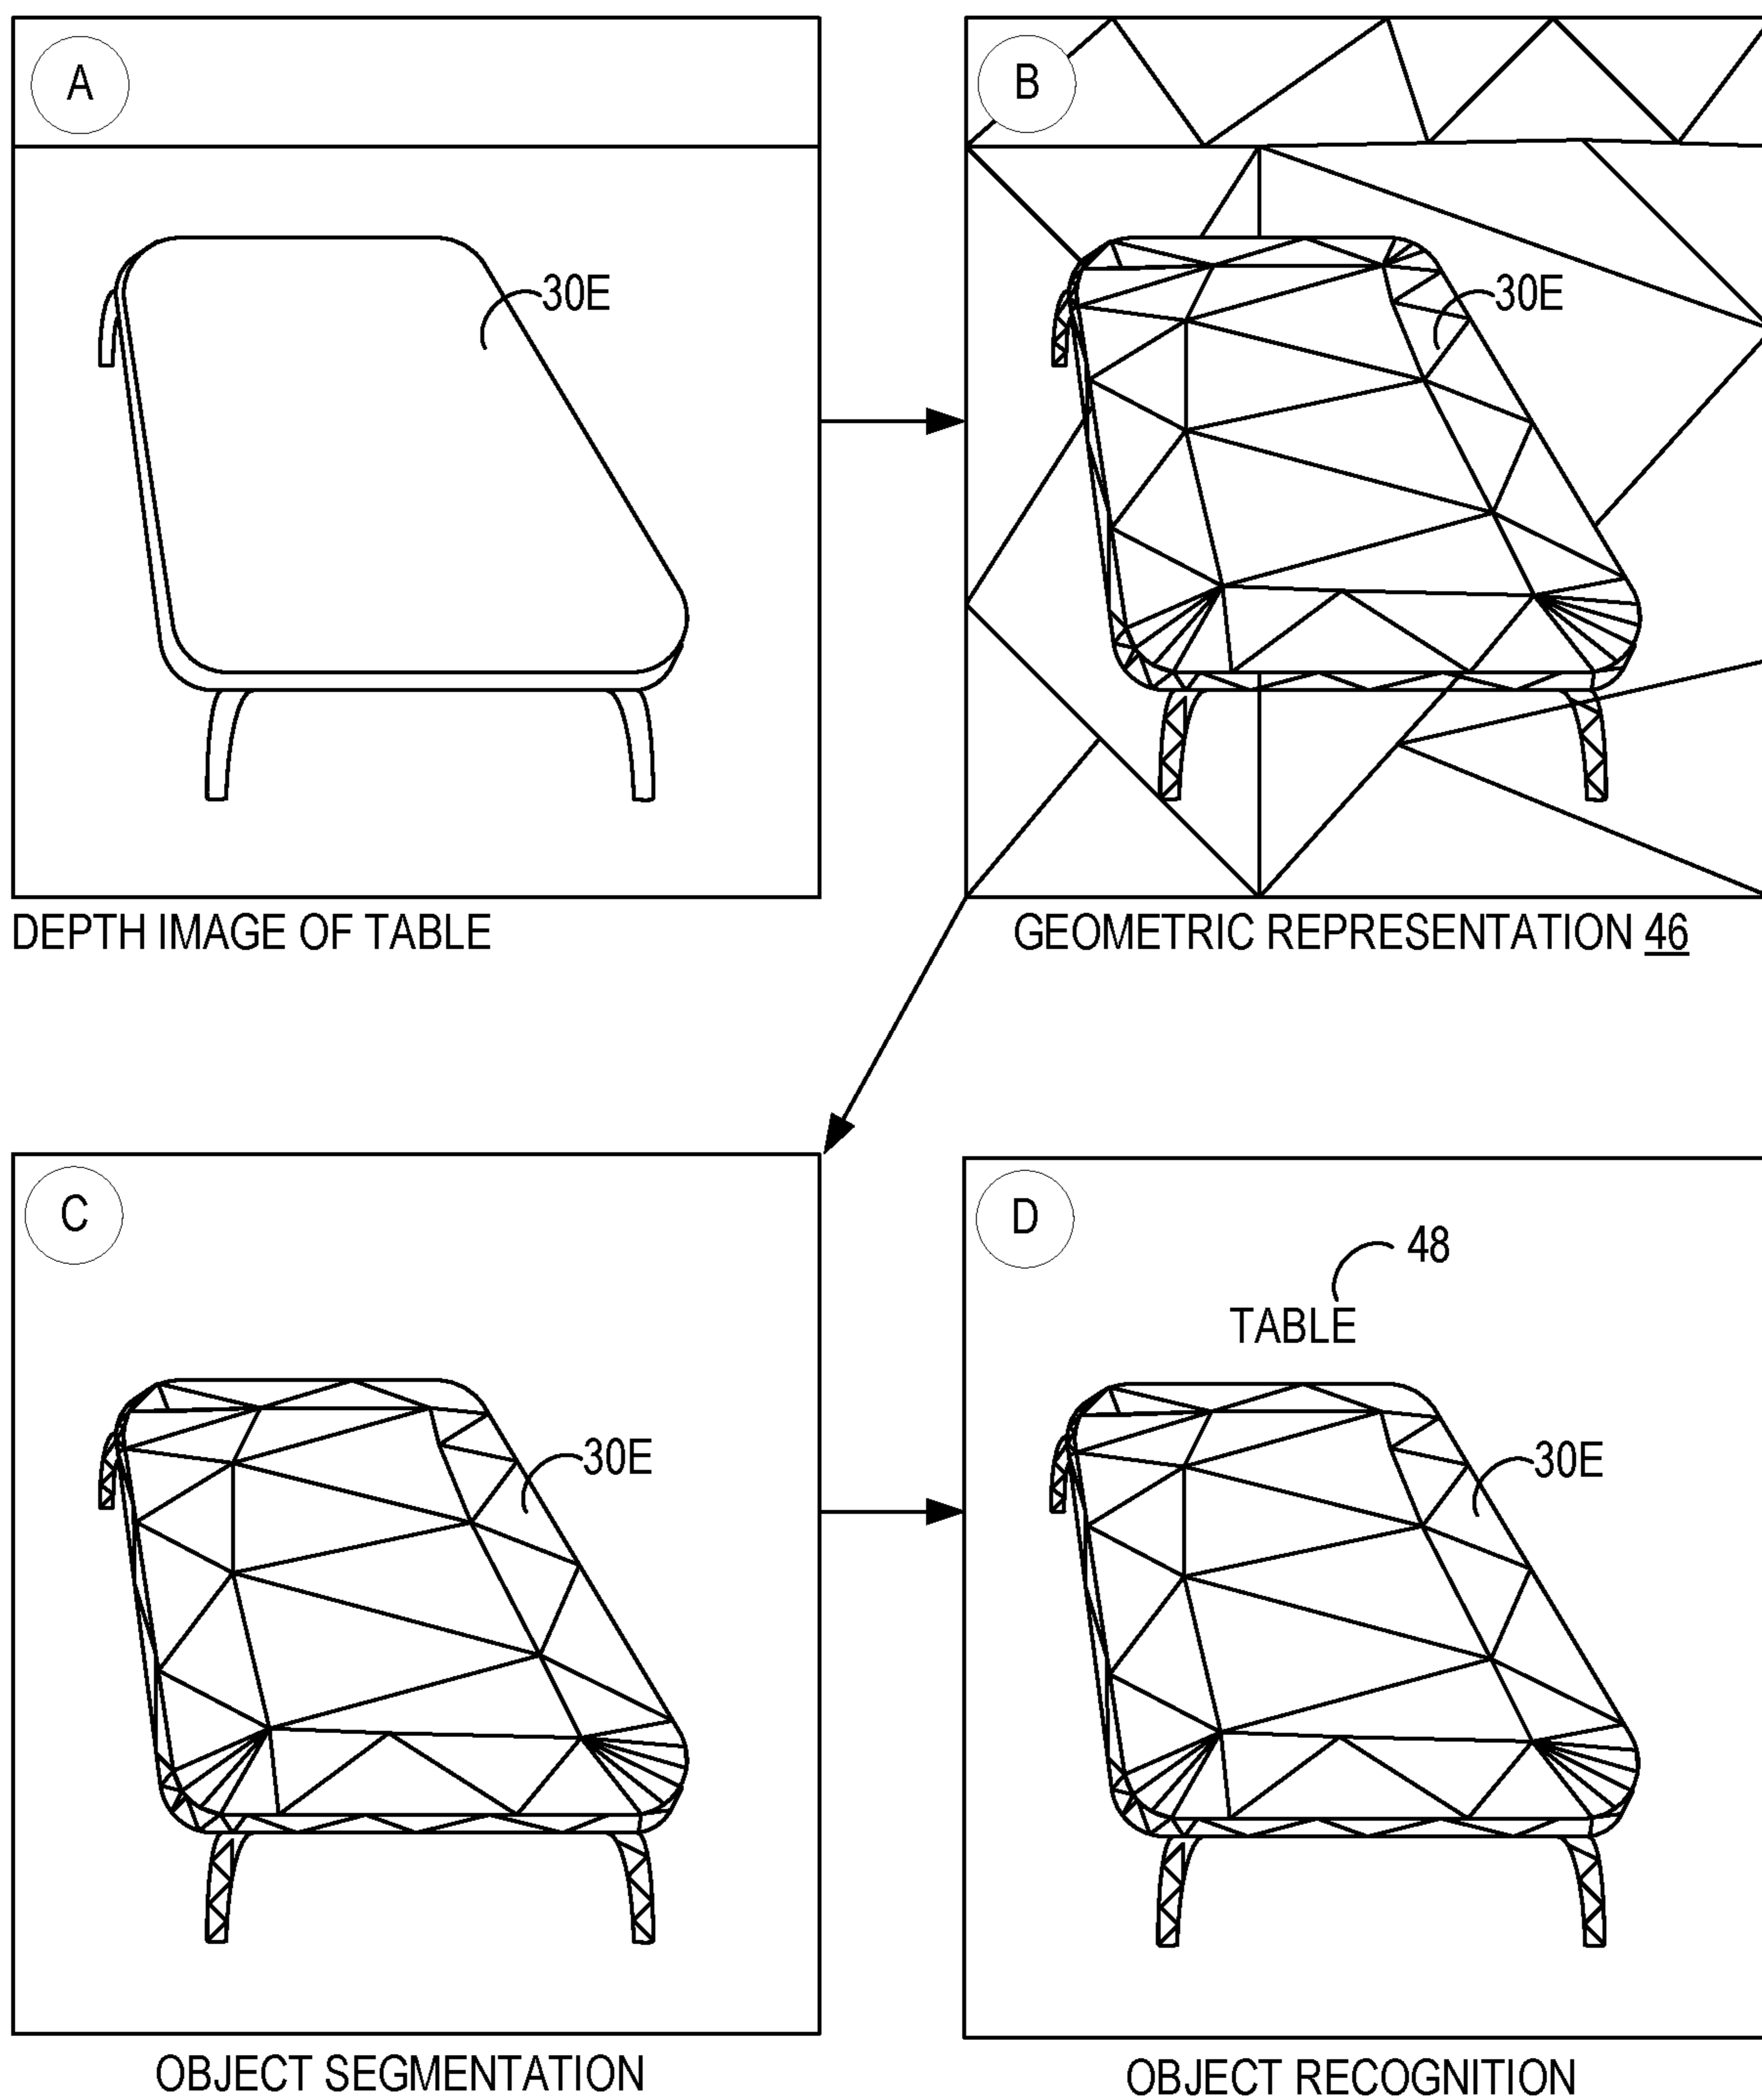 A
B
30E
30E
DEPTH IMAGE OF TABLE
GEOMETRIC REPRESENTATION 46
C
D
48
TABLE
30E
30E
OBJECT SEGMENTATION
OBJECT RECOGNITION